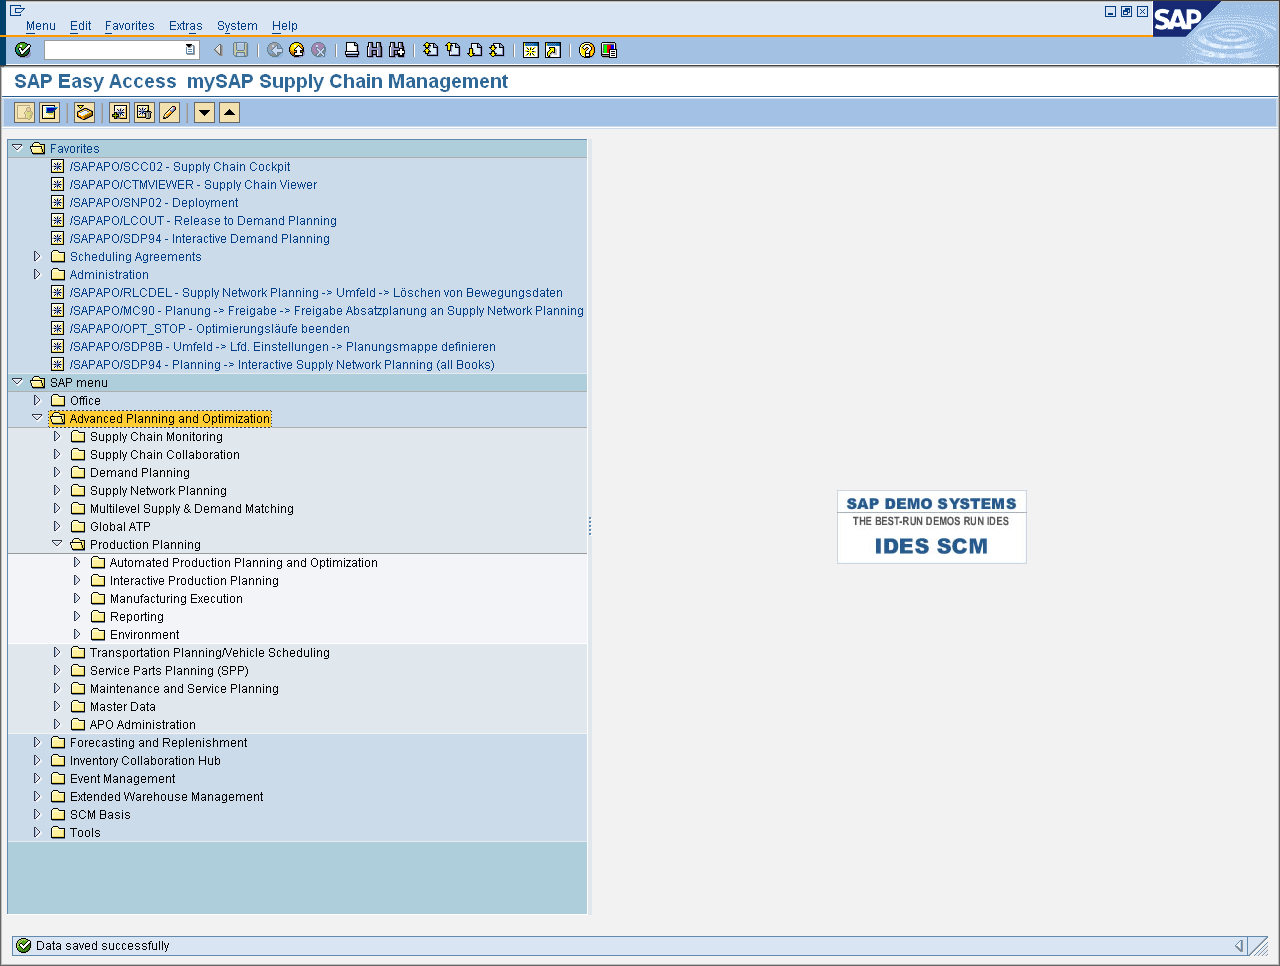 Menu Edit Favorites Extras System Help
SAP
SAP Easy Access mySAP Supply Chain Management
Favorites
/SAPAPO/SCC02 - Supply Chain Cockpit
/SAPAPO/CTMVIEWER - Supply Chain Viewer
/SAPAPO/SNP02 - Deployment
/SAPAPO/LCOUT - Release to Demand Planning
/SAPAPO/SDP94 - Interactive Demand Planning
Scheduling Agreements
Administration
/SAPAPO/RLCDEL - Supply Network Planning -> Umfeld -> Löschen von Bewegungsdaten
/SAPAPO/MC90 - Planung -> Freigabe -> Freigabe Absatzplanung an Supply Network Planning
/SAPAPO/OPT_STOP - Optimierungsläufe beenden
/SAPAPO/SDP8B - Umfeld -> Lfd. Einstellungen -> Planungsmappe definieren
/SAPAPO/SDP94 - Planning -> Interactive Supply Network Planning (all Books)
SAP menu
Office
Advanced Planning and Optimization
Supply Chain Monitoring
Supply Chain Collaboration
Demand Planning
Supply Network Planning
Multilevel Supply & Demand Matching
Global ATP
Production Planning
Automated Production Planning and Optimization
Interactive Production Planning
Manufacturing Execution
Reporting
Environment
Transportation Planning/Vehicle Scheduling
Service Parts Planning (SPP)
Maintenance and Service Planning
Master Data
APO Administration
Forecasting and Replenishment
Inventory Collaboration Hub
Event Management
Extended Warehouse Management
SCM Basis
Tools
SAP DEMO SYSTEMS
THE BEST-RUN DEMOS RUN IDES
IDES SCM
Data saved successfully